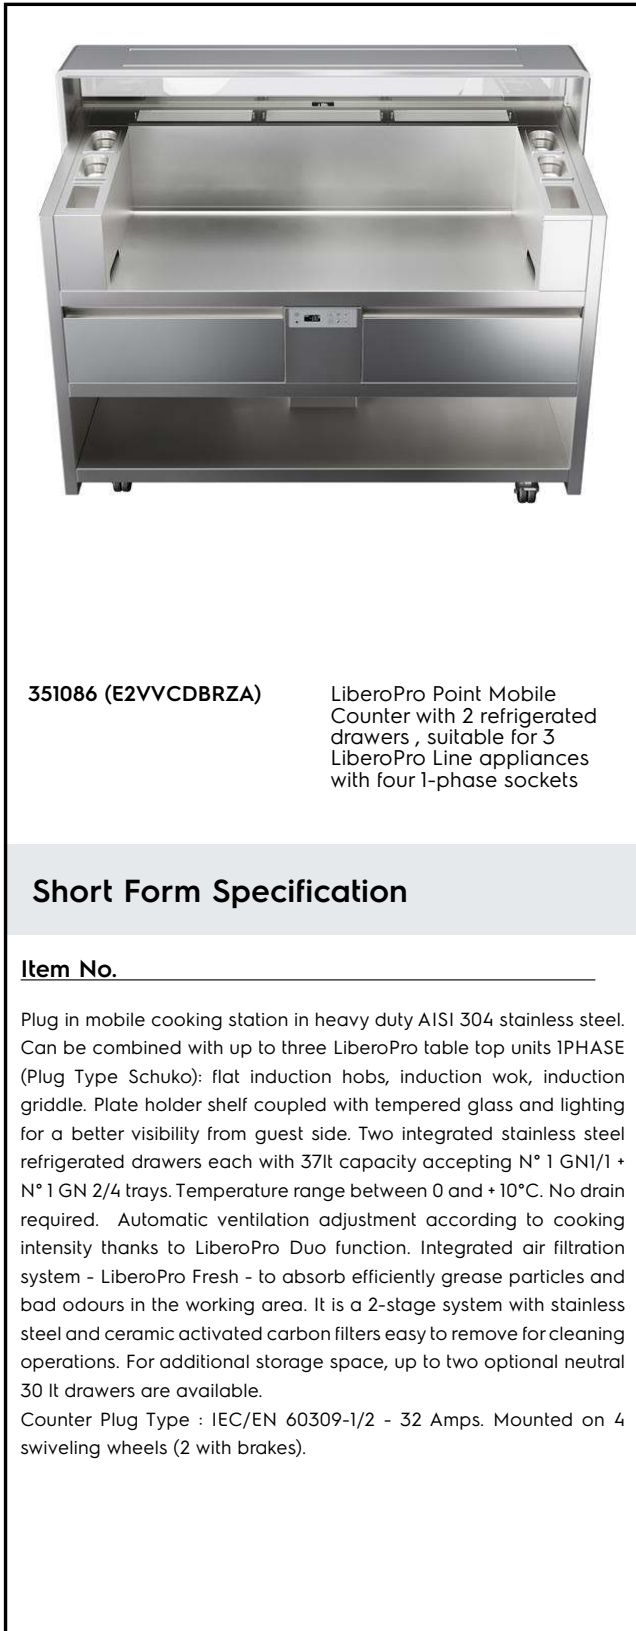 351086 (E2VVCDBRZA)
LiberoPro Point Mobile
Counter with 2 refrigerated
drawers , suitable for 3
LiberoPro Line appliances
with four 1-phase sockets
Short Form Specification
Item No.
Plug in mobile cooking station in heavy duty AISI 304 stainless steel.
Can be combined with up to three LiberoPro table top units 1PHASE
(Plug Type Schuko): flat induction hobs, induction wok, induction
griddle. Plate holder shelf coupled with tempered glass and lighting
for a better visibility from guest side. Two integrated stainless steel
refrigerated drawers each with 37lt capacity accepting N° 1 GN1/1 +
N° 1 GN 2/4 trays. Temperature range between 0 and +10°C. No drain
required. Automatic ventilation adjustment according to cooking
intensity thanks to LiberoPro Duo function. Integrated air filtration
system - LiberoPro Fresh - to absorb efficiently grease particles and
bad odours in the working area. It is a 2-stage system with stainless
steel and ceramic activated carbon filters easy to remove for cleaning
operations. For additional storage space, up to two optional neutral
30 lt drawers are available.
Counter Plug Type : IEC/EN 60309-1/2 - 32 Amps. Mounted on 4
swiveling wheels (2 with brakes).